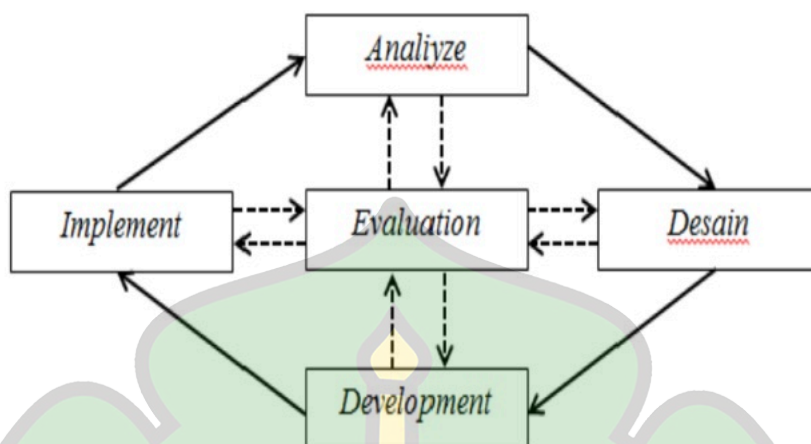 Analiyze
Implement
Evaluation
Desain
Development